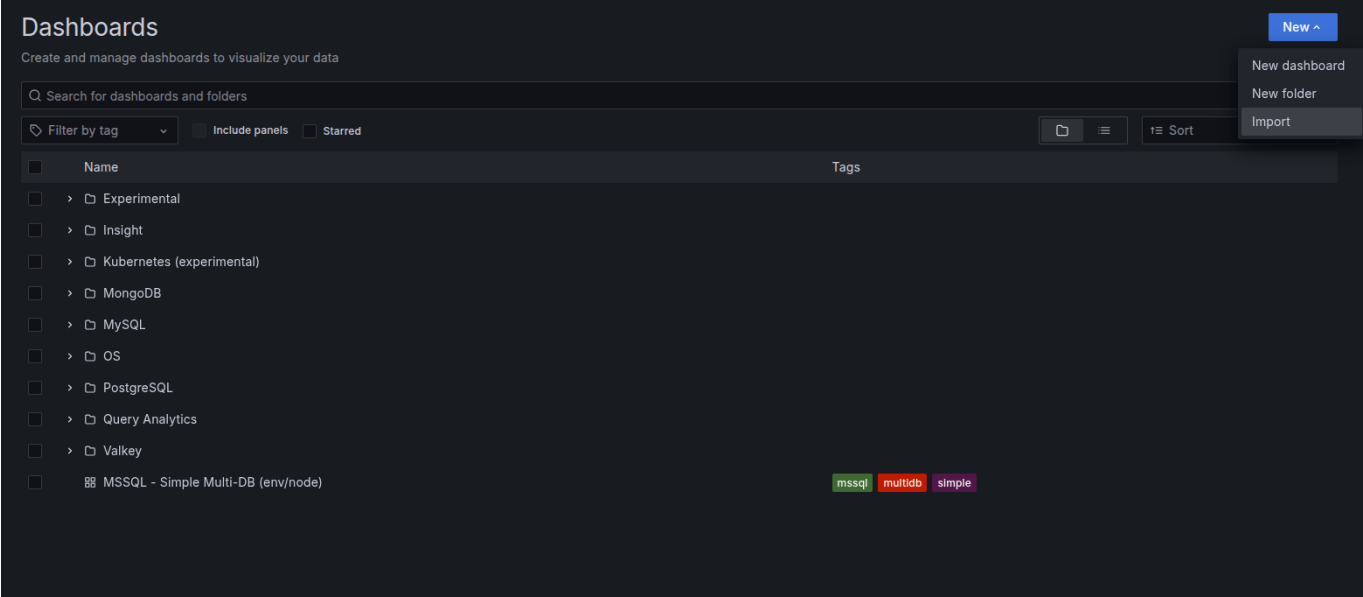 Dashboards
New
Create and manage dashboards to visualize your data
New dashboard
Search for dashboards and folders
New folder
Import
Filter by tag
Include panels
Starred
Sort
Name
Tags
Experimental
Insight
Kubernetes (experimental)
MongoDB
MySQL
OS
PostgreSQL
Query Analytics
Valkey
MSSQL - Simple Multi-DB (env/node)
mssql multidb simple